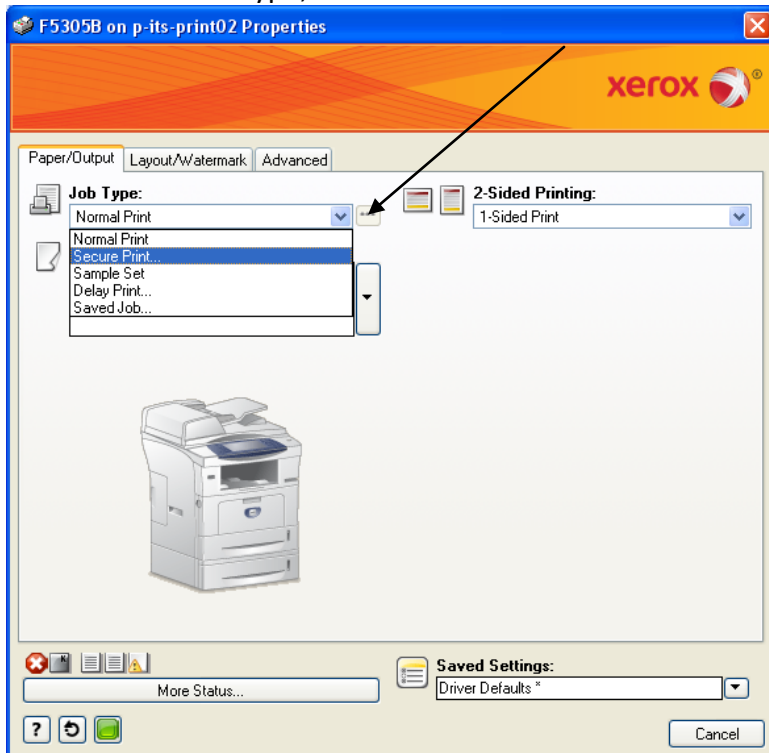 F5305B on p-its-print02 Properties
xerox
Paper/Output Layout/Watermark Advanced
Job Type:
Normal Print
Normal Print
Secure Print...
Sample Set
Delay Print...
Saved Job...
2-Sided Printing:
1-Sided Print
More Status...
Saved Settings:
Driver Defaults *
?
Cancel